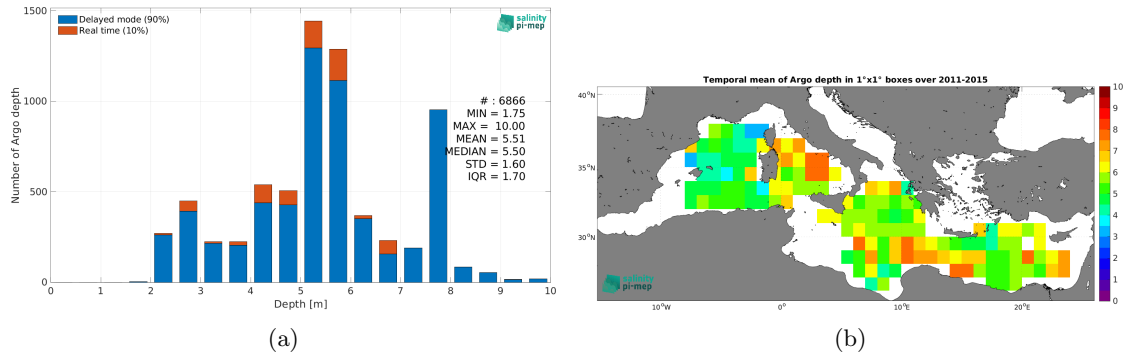 1500
1000
500
0
Number of Argo depth
Delayed mode (90%)
Real time (10%)
salinity
pi-mep
# : 6866
MIN = 1.75
MAX = 10.00
MEAN = 5.51
MEDIAN = 5.50
STD = 1.60
IQR = 1.70
0 1 2 3 4 5 6 7 8 9 10
Depth [m]
(a)
Temporal mean of Argo depth in 1°x1° boxes over 2011-2015
40°N
35°N
30°N
salinity
pi-mep
10°W 0° 10°E 20°E
10
9
8
7
6
5
4
3
2
1
0
(b)